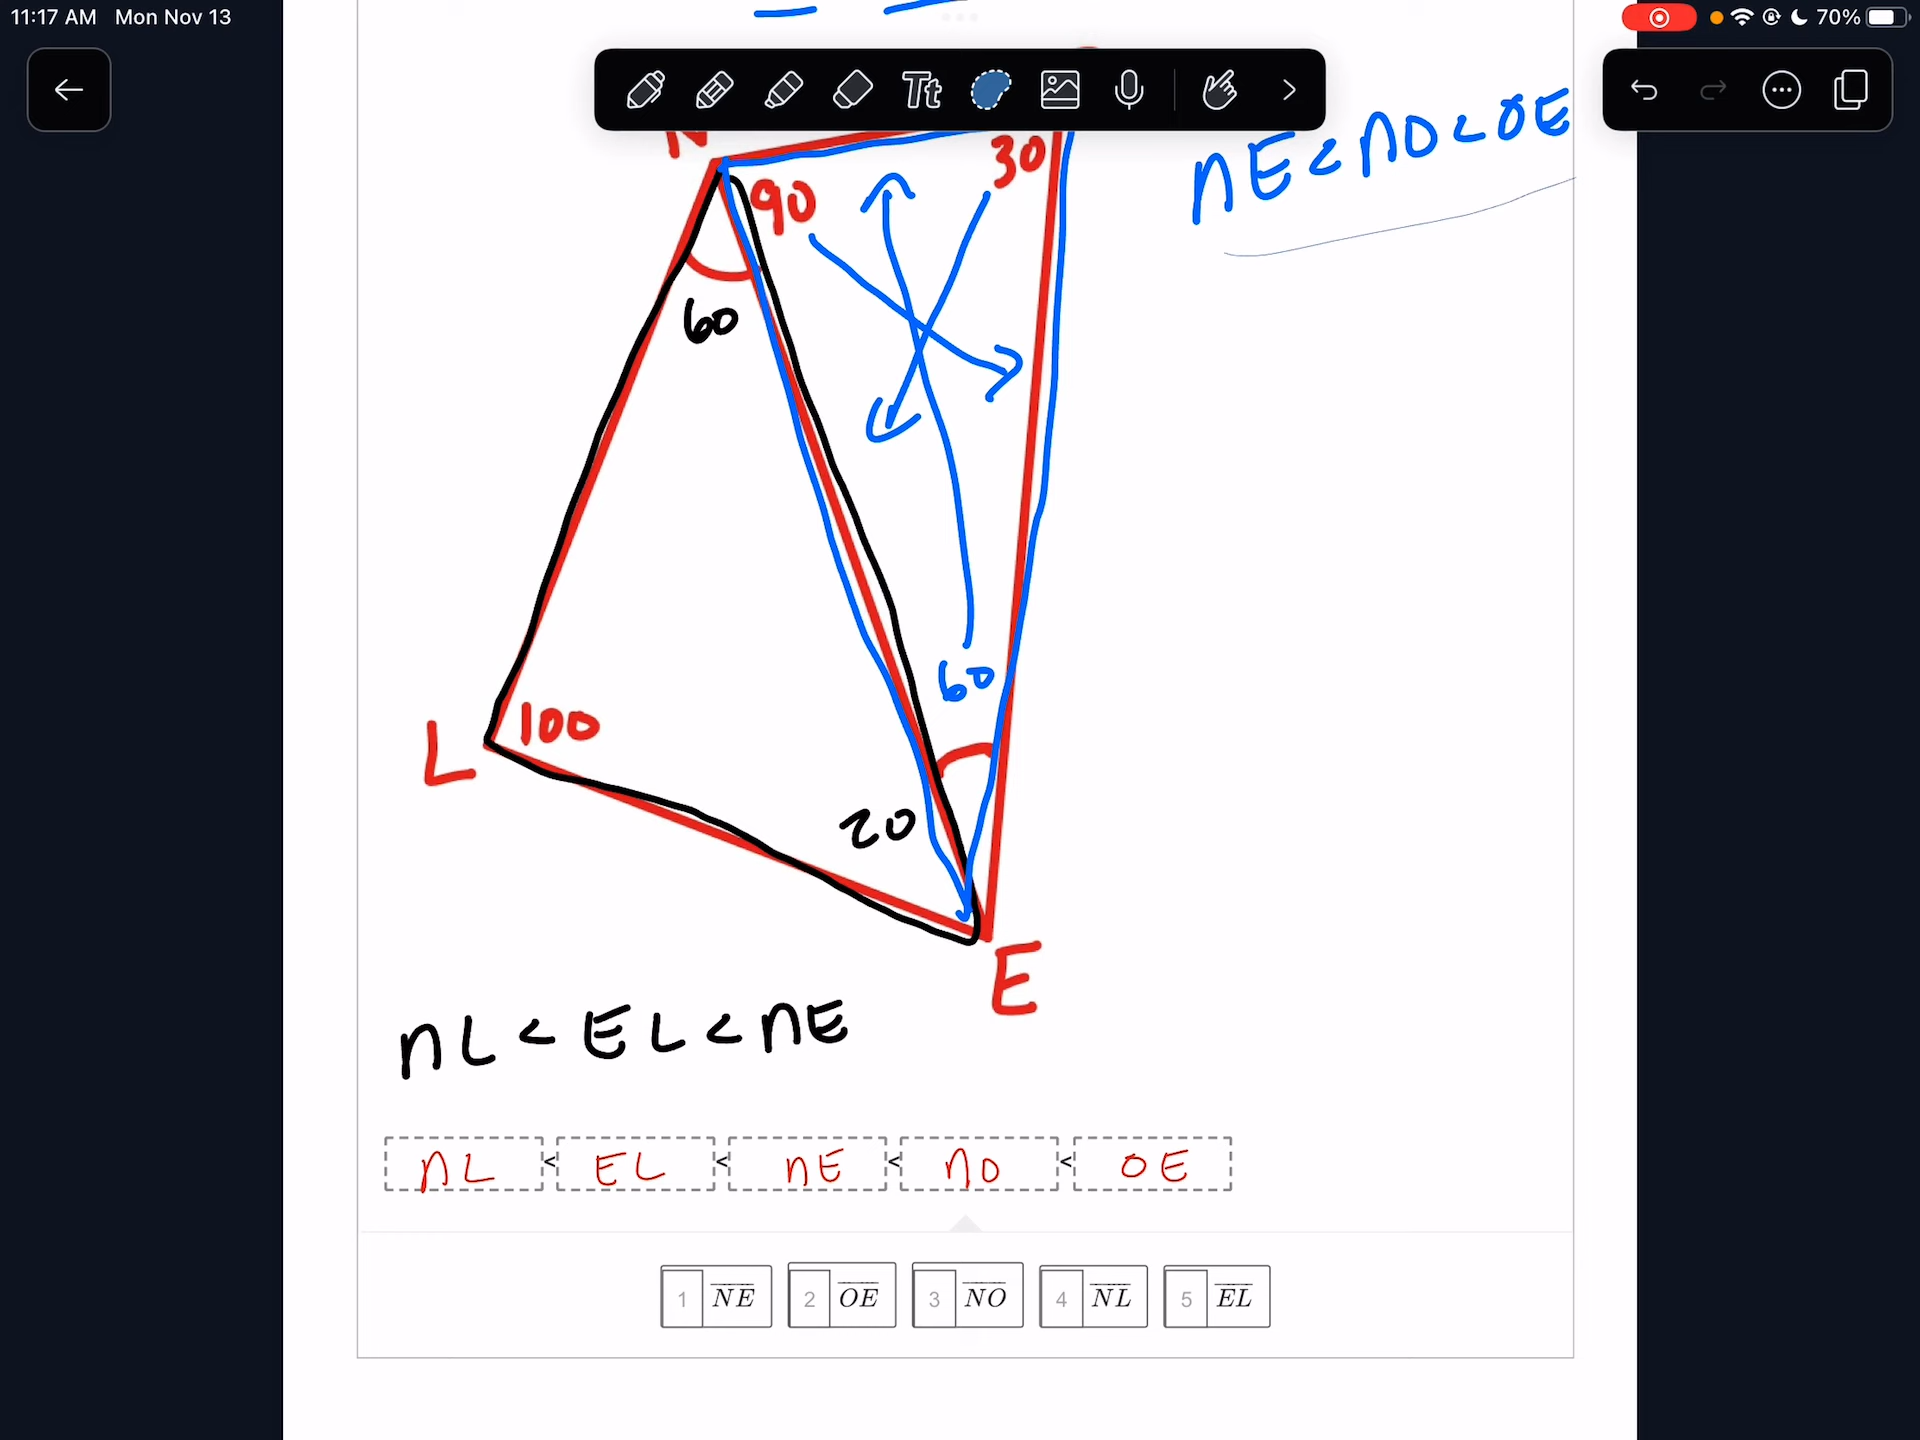 11:17 AM Mon Nov 13
70%
Tt
nE < nO < OE
30
90
60
60
L
100
20
E
nL < EL < nE
nL < EL < nE < nO < OE
1 NE 2 OE 3 NO 4 NL 5 EL